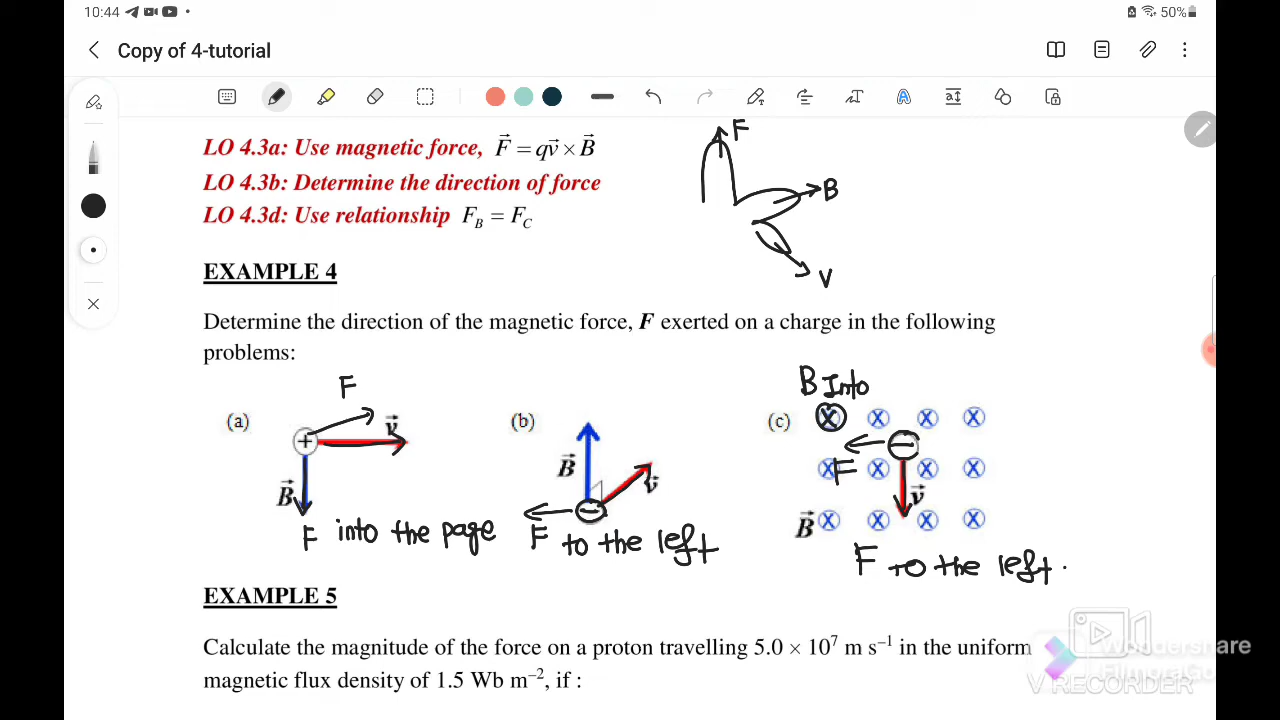 10:44
50%
Copy of 4-tutorial
LO 4.3a: Use magnetic force, F⃗ = qv⃗ × B⃗
LO 4.3b: Determine the direction of force
LO 4.3d: Use relationship F_B = F_C
F
B
V
EXAMPLE 4
Determine the direction of the magnetic force, F exerted on a charge in the following
problems:
(a)
F
+
v⃗
B⃗
F into the page
(b)
B⃗
v⃗
−
F to the left
(c)
B Into
X X X X
−
F
X X X X
v⃗
B⃗ X X X X
F to the left.
EXAMPLE 5
Calculate the magnitude of the force on a proton travelling 5.0 × 10⁷ m s⁻¹ in the uniform
magnetic flux density of 1.5 Wb m⁻², if :
Wondershare
FilmoraGo
V RECORDER